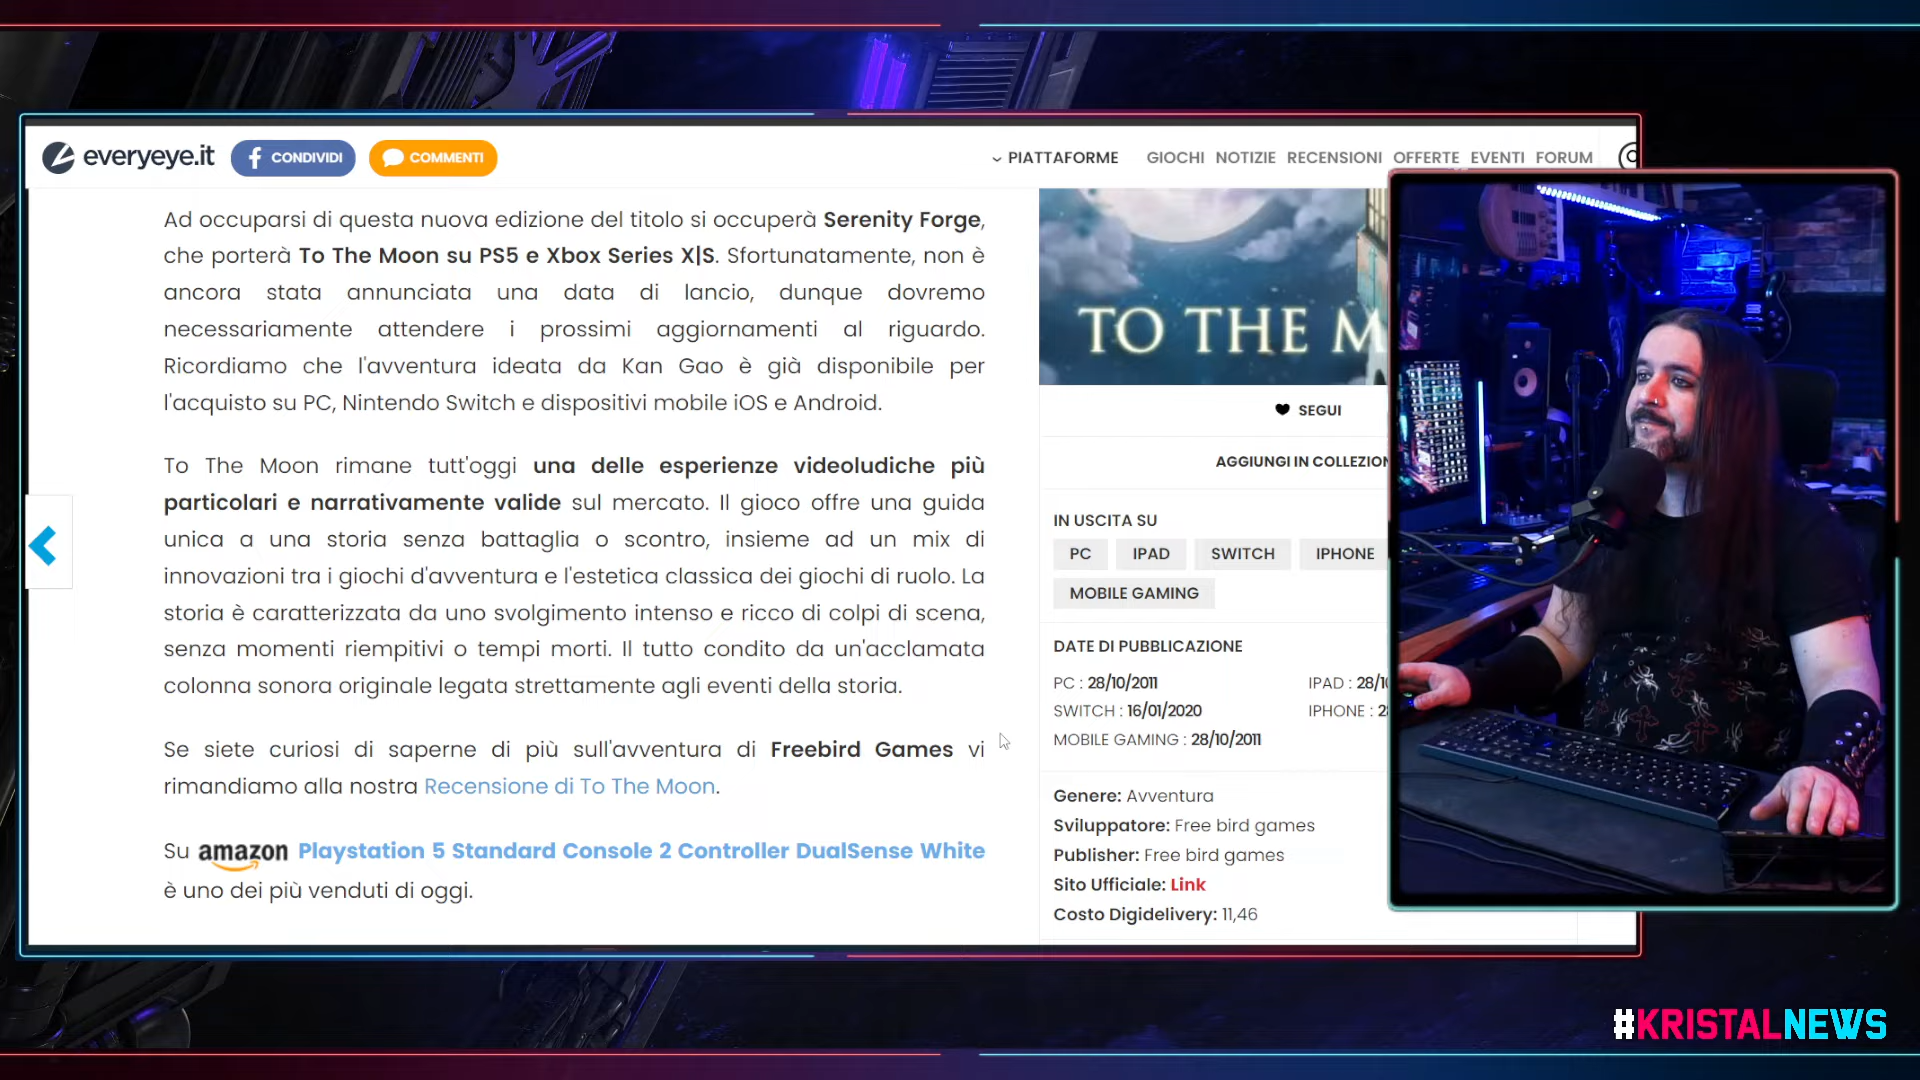 everyeye.it
CONDIVIDI
COMMENTI
PIATTAFORME
GIOCHI
NOTIZIE
RECENSIONI
OFFERTE
EVENTI
FORUM
Ad occuparsi di questa nuova edizione del titolo si occuperà Serenity Forge,
che porterà To The Moon su PS5 e Xbox Series X|S. Sfortunatamente, non è
ancora stata annunciata una data di lancio, dunque dovremo
necessariamente attendere i prossimi aggiornamenti al riguardo.
Ricordiamo che l'avventura ideata da Kan Gao è già disponibile per
l'acquisto su PC, Nintendo Switch e dispositivi mobile iOS e Android.
To The Moon rimane tutt'oggi una delle esperienze videoludiche più
particolari e narrativamente valide sul mercato. Il gioco offre una guida
unica a una storia senza battaglia o scontro, insieme ad un mix di
innovazioni tra i giochi d'avventura e l'estetica classica dei giochi di ruolo. La
storia è caratterizzata da uno svolgimento intenso e ricco di colpi di scena,
senza momenti riempitivi o tempi morti. Il tutto condito da un'acclamata
colonna sonora originale legata strettamente agli eventi della storia.
Se siete curiosi di saperne di più sull'avventura di Freebird Games vi
rimandiamo alla nostra Recensione di To The Moon.
Su amazon Playstation 5 Standard Console 2 Controller DualSense White
è uno dei più venduti di oggi.
TO THE M
SEGUI
AGGIUNGI IN COLLEZION
IN USCITA SU
PC IPAD SWITCH IPHONE
MOBILE GAMING
DATE DI PUBBLICAZIONE
PC : 28/10/2011 IPAD : 28/1
SWITCH : 16/01/2020 IPHONE : 2
MOBILE GAMING : 28/10/2011
Genere: Avventura
Sviluppatore: Free bird games
Publisher: Free bird games
Sito Ufficiale: Link
Costo Digidelivery: 11,46
#KRISTALNEWS